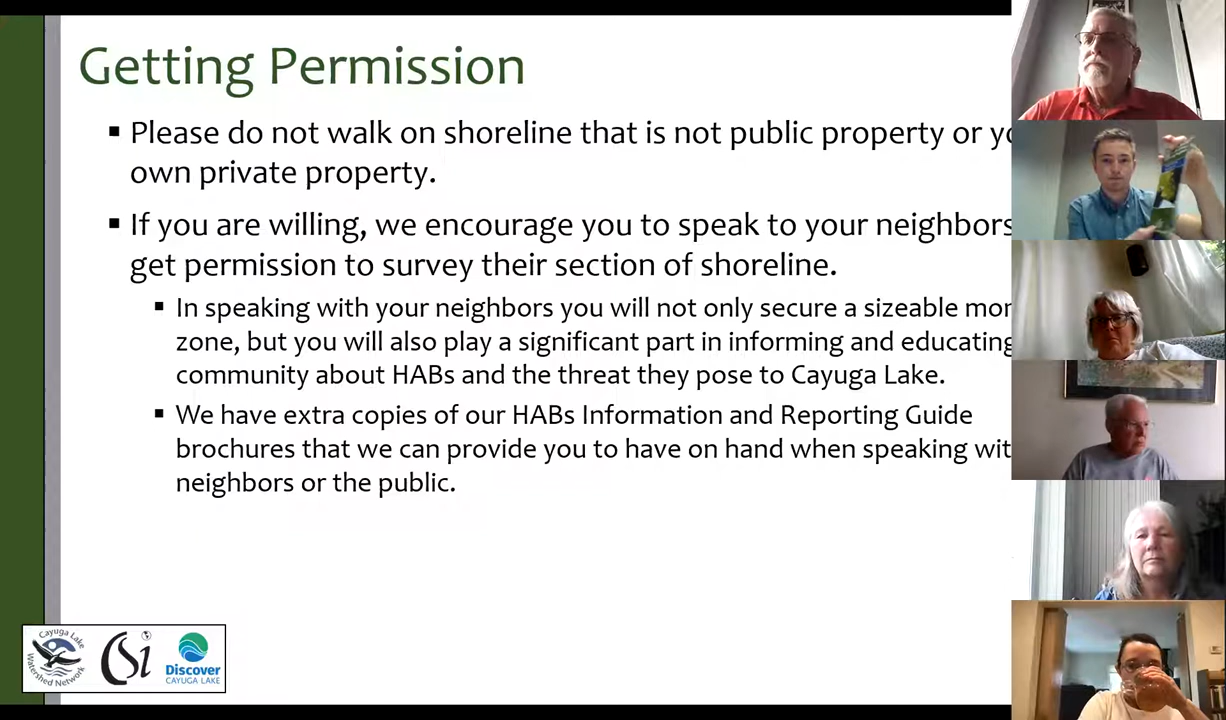 Getting Permission
Please do not walk on shoreline that is not public property or yo
own private property.
If you are willing, we encourage you to speak to your neighbors
get permission to survey their section of shoreline.
In speaking with your neighbors you will not only secure a sizeable mon
zone, but you will also play a significant part in informing and educating
community about HABs and the threat they pose to Cayuga Lake.
We have extra copies of our HABs Information and Reporting Guide
brochures that we can provide you to have on hand when speaking wit
neighbors or the public.
Cayuga Lake
Watershed Network
CSi
Discover
CAYUGA LAKE